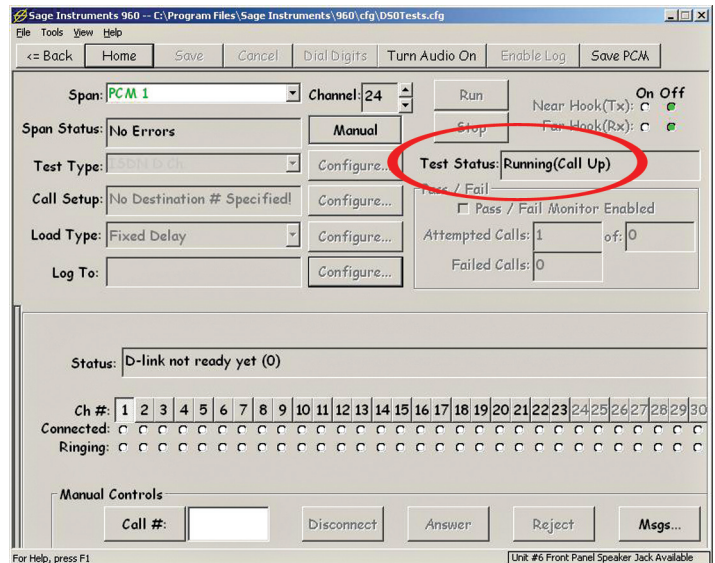 Sage Instruments 960 -- C:\Program Files\Sage Instruments\960\cfg\DS0Tests.cfg
File Tools View Help
<= Back Home Save Cancel Dial Digits Turn Audio On Enable Log Save PCM
Span: PCM 1 Channel: 24 Run On Off
Near Hook(Tx):
Span Status: No Errors Manual Stop Far Hook(Rx):
Test Type: ISDN D Ch Configure... Test Status: Running(Call Up)
Pass / Fail
Call Setup: No Destination # Specified! Configure... Pass / Fail Monitor Enabled
Load Type: Fixed Delay Configure... Attempted Calls: 1 of: 0
Log To: Configure... Failed Calls: 0
Status: D-link not ready yet (0)
Ch #: 1 2 3 4 5 6 7 8 9 10 11 12 13 14 15 16 17 18 19 20 21 22 23 24 25 26 27 28 29 30
Connected:
Ringing:
Manual Controls
Call #: Disconnect Answer Reject Msgs...
For Help, press F1 Unit #6 Front Panel Speaker Jack Available